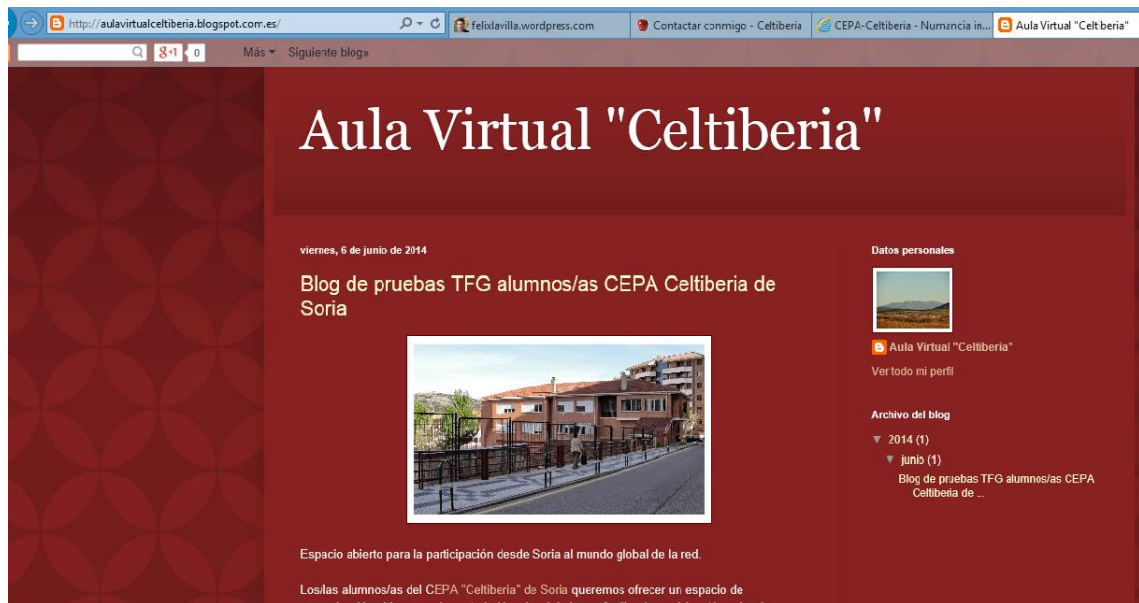 http://aulavirtualceltiberia.blogspot.com.es/
felixlavilla.wordpress.com
Contactar conmigo - Celtiberia
CEPA-Celtiberia - Numancia in...
Aula Virtual "Celtiberia"
g+1 0
Más
Siguiente blog»
Aula Virtual "Celtiberia"
viernes, 6 de junio de 2014
Blog de pruebas TFG alumnos/as CEPA Celtiberia de
Soria
Espacio abierto para la participación desde Soria al mundo global de la red.
Los/las alumnos/as del CEPA "Celtiberia" de Soria queremos ofrecer un espacio de
Datos personales
Aula Virtual "Celtiberia"
Ver todo mi perfil
Archivo del blog
▼ 2014 (1)
▼ junio (1)
Blog de pruebas TFG alumnos/as CEPA
Celtiberia de ...